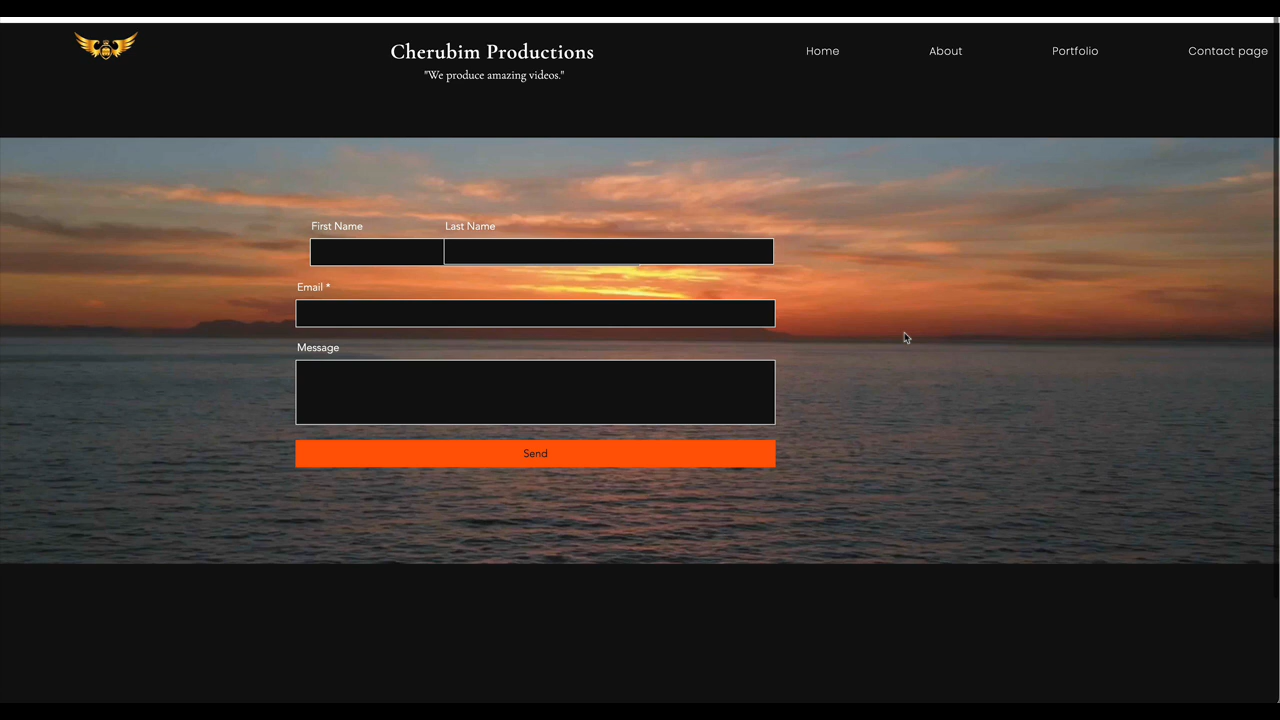 Cherubim Productions
"We produce amazing videos."
Home About Portfolio Contact page
First Name Last Name
Email *
Message
Send